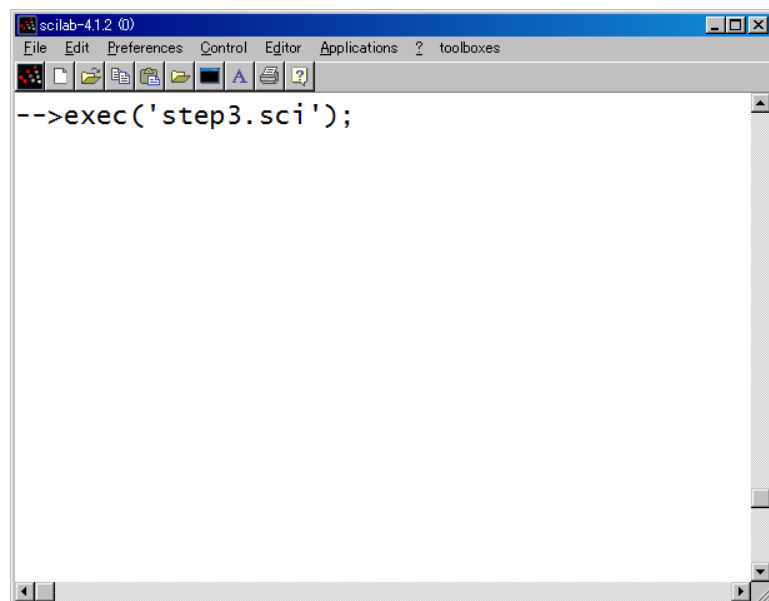 scilab-4.1.2 (0)
File Edit Preferences Control Editor Applications ? toolboxes
-->exec('step3.sci');